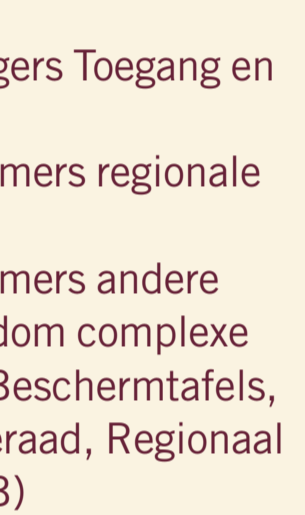 gers Toegang en
mers regionale
mers andere
dom complexe
Beschermtafels,
eraad, Regionaal
3)